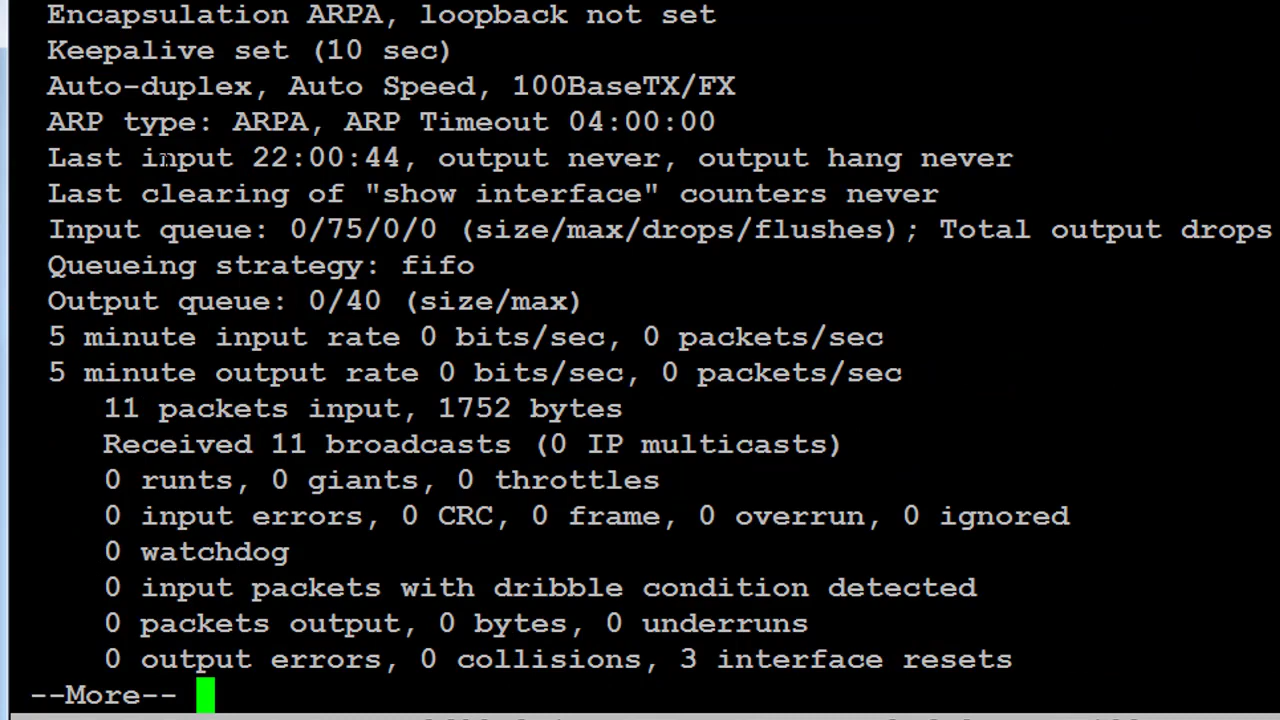 Encapsulation ARPA, loopback not set
Keepalive set (10 sec)
Auto-duplex, Auto Speed, 100BaseTX/FX
ARP type: ARPA, ARP Timeout 04:00:00
Last input 22:00:44, output never, output hang never
Last clearing of "show interface" counters never
Input queue: 0/75/0/0 (size/max/drops/flushes); Total output drops
Queueing strategy: fifo
Output queue: 0/40 (size/max)
5 minute input rate 0 bits/sec, 0 packets/sec
5 minute output rate 0 bits/sec, 0 packets/sec
11 packets input, 1752 bytes
Received 11 broadcasts (0 IP multicasts)
0 runts, 0 giants, 0 throttles
0 input errors, 0 CRC, 0 frame, 0 overrun, 0 ignored
0 watchdog
0 input packets with dribble condition detected
0 packets output, 0 bytes, 0 underruns
0 output errors, 0 collisions, 3 interface resets
--More--